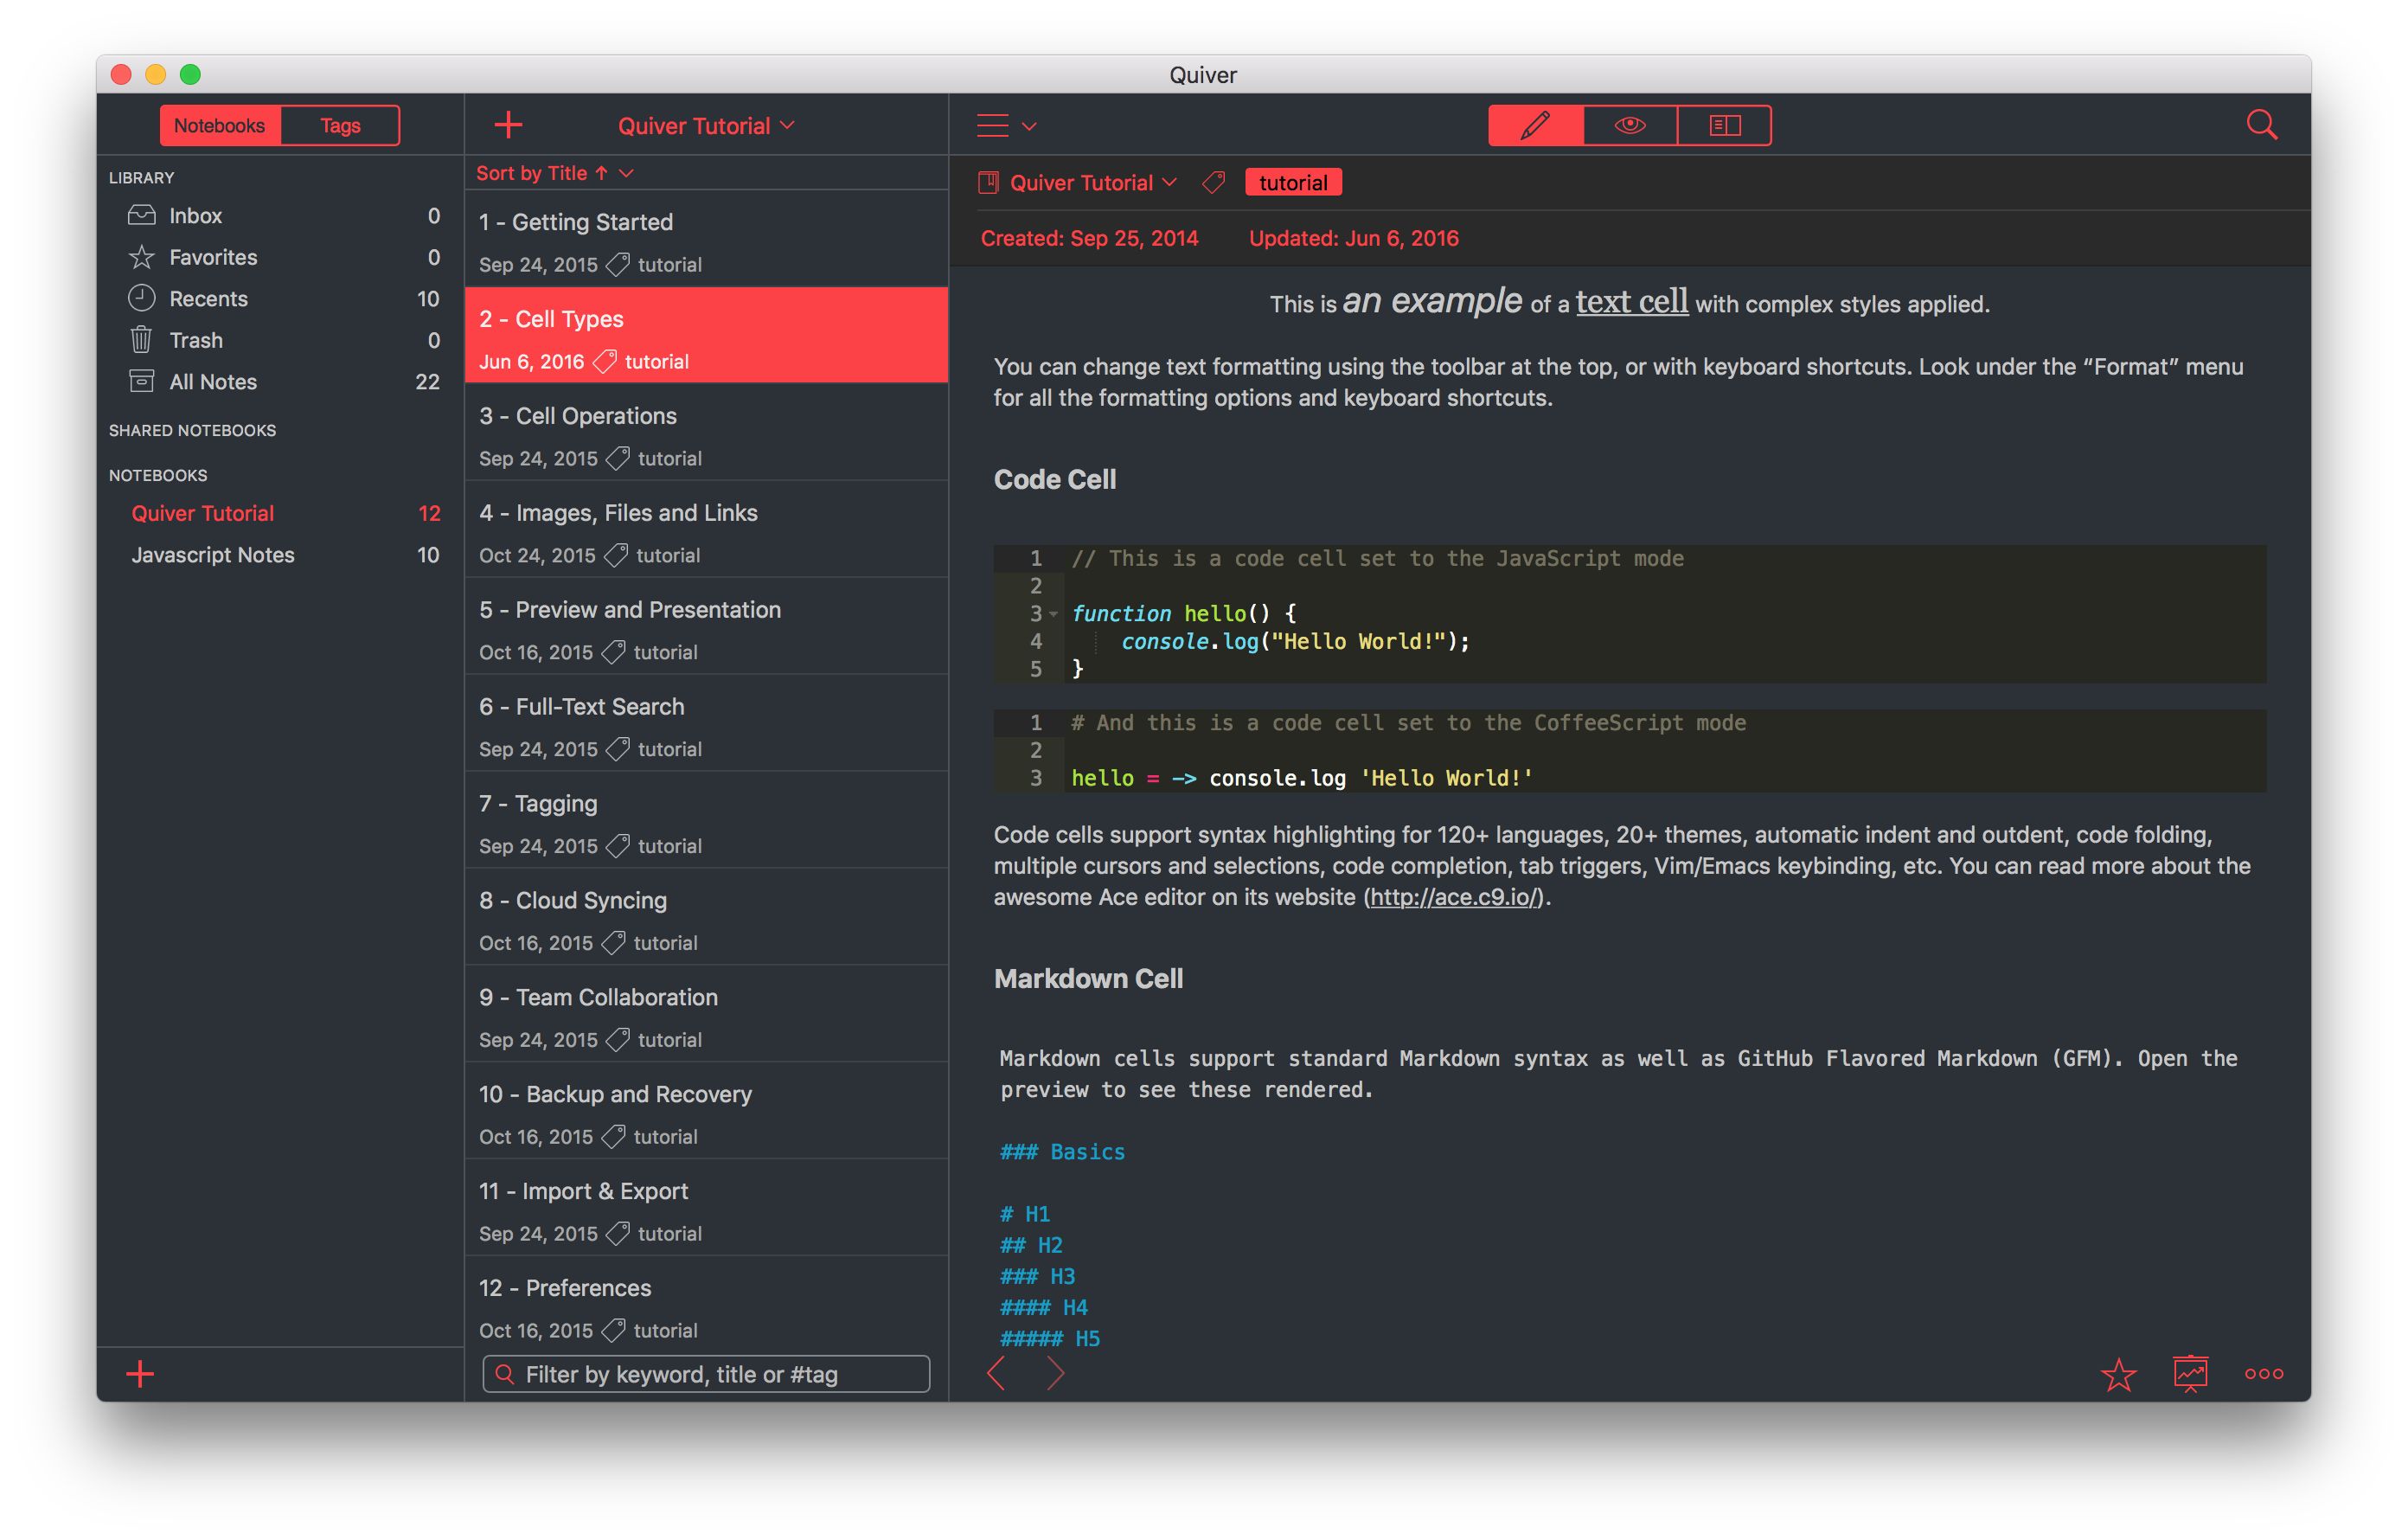 Quiver
Notebooks
Tags
LIBRARY
Inbox 0
Favorites 0
Recents 10
Trash 0
All Notes 22
SHARED NOTEBOOKS
NOTEBOOKS
Quiver Tutorial 12
Javascript Notes 10
Quiver Tutorial
Sort by Title ↑
1 - Getting Started
Sep 24, 2015 tutorial
2 - Cell Types
Jun 6, 2016 tutorial
3 - Cell Operations
Sep 24, 2015 tutorial
4 - Images, Files and Links
Oct 24, 2015 tutorial
5 - Preview and Presentation
Oct 16, 2015 tutorial
6 - Full-Text Search
Sep 24, 2015 tutorial
7 - Tagging
Sep 24, 2015 tutorial
8 - Cloud Syncing
Oct 16, 2015 tutorial
9 - Team Collaboration
Sep 24, 2015 tutorial
10 - Backup and Recovery
Oct 16, 2015 tutorial
11 - Import & Export
Sep 24, 2015 tutorial
12 - Preferences
Oct 16, 2015 tutorial
Filter by keyword, title or #tag
Quiver Tutorial tutorial
Created: Sep 25, 2014 Updated: Jun 6, 2016
This is an example of a text cell with complex styles applied.
You can change text formatting using the toolbar at the top, or with keyboard shortcuts. Look under the “Format” menu
for all the formatting options and keyboard shortcuts.
Code Cell
1 // This is a code cell set to the JavaScript mode
2
3 function hello() {
4 console.log("Hello World!");
5 }
1 # And this is a code cell set to the CoffeeScript mode
2
3 hello = -> console.log 'Hello World!'
Code cells support syntax highlighting for 120+ languages, 20+ themes, automatic indent and outdent, code folding,
multiple cursors and selections, code completion, tab triggers, Vim/Emacs keybinding, etc. You can read more about the
awesome Ace editor on its website (http://ace.c9.io/).
Markdown Cell
Markdown cells support standard Markdown syntax as well as GitHub Flavored Markdown (GFM). Open the
preview to see these rendered.
### Basics
# H1
## H2
### H3
#### H4
##### H5